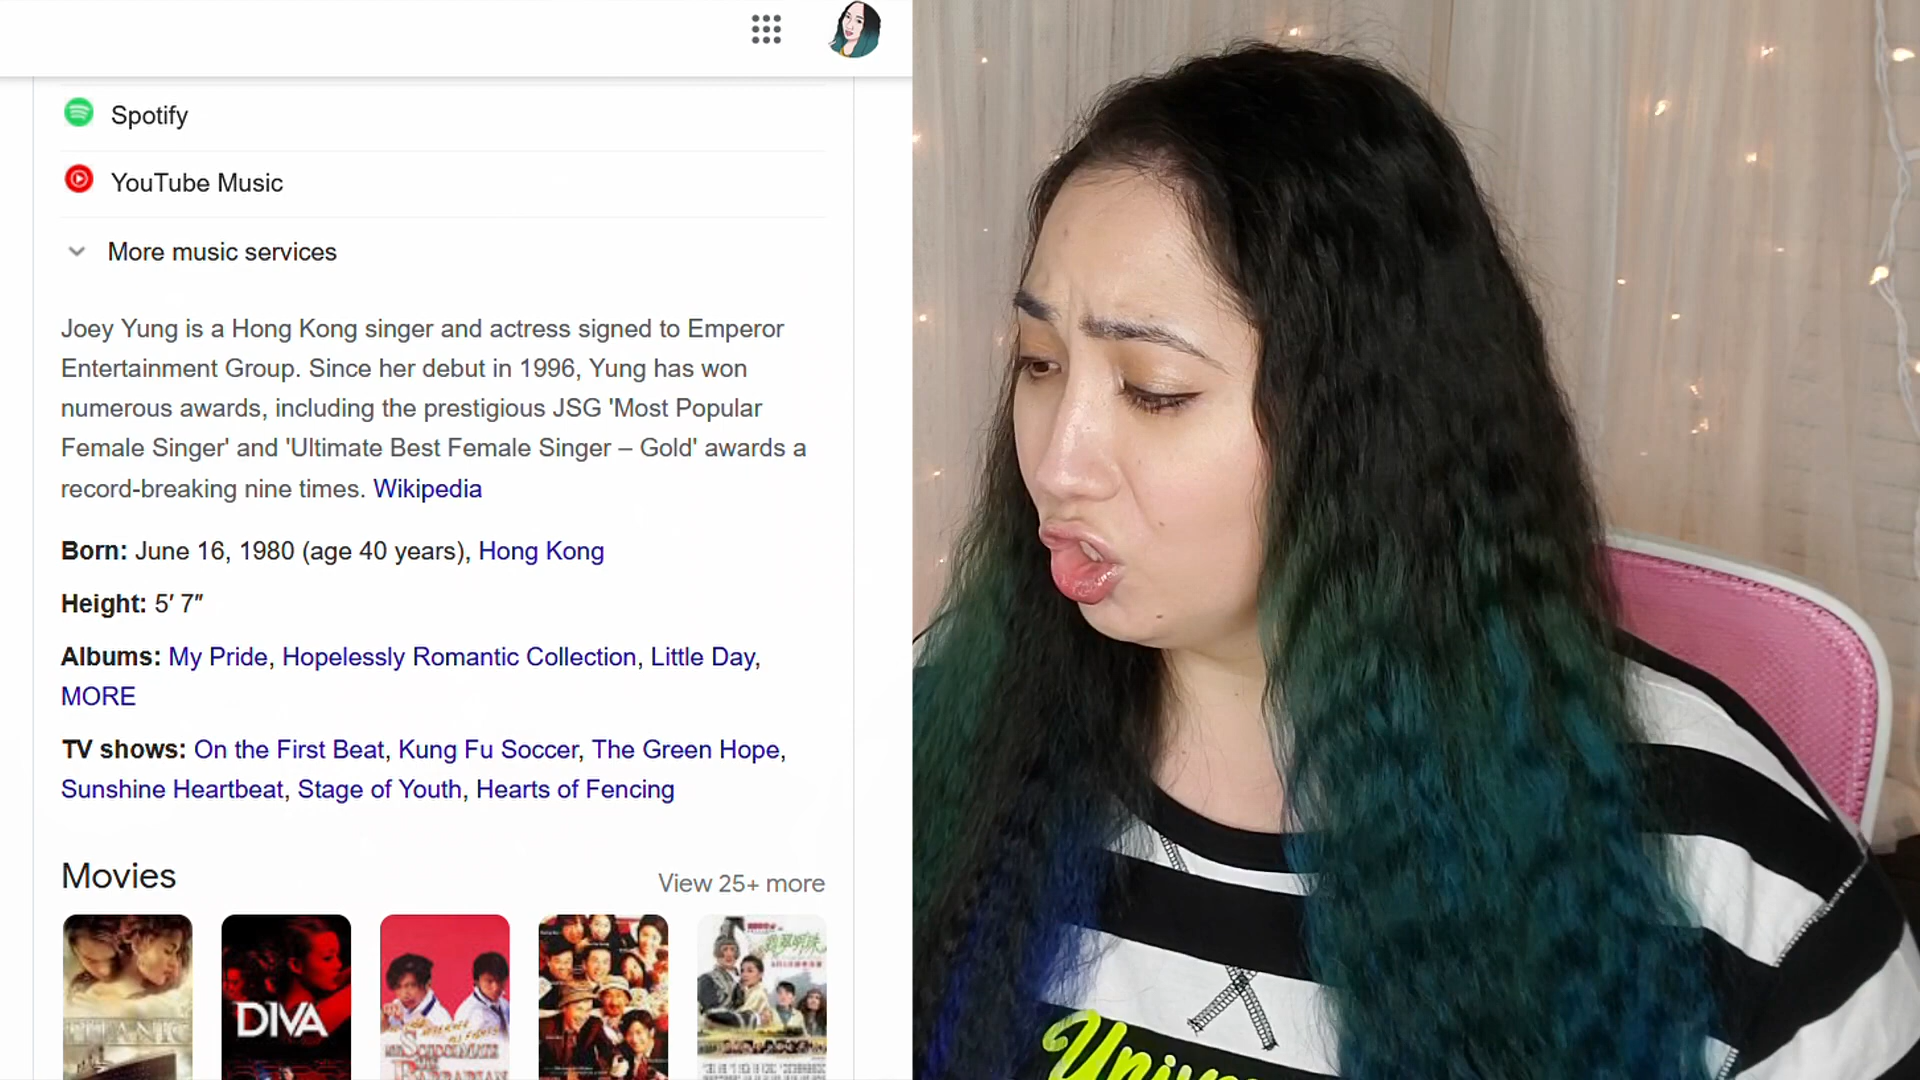 Spotify
YouTube Music
More music services
Joey Yung is a Hong Kong singer and actress signed to Emperor
Entertainment Group. Since her debut in 1996, Yung has won
numerous awards, including the prestigious JSG 'Most Popular
Female Singer' and 'Ultimate Best Female Singer – Gold' awards a
record-breaking nine times. Wikipedia
Born: June 16, 1980 (age 40 years), Hong Kong
Height: 5′ 7″
Albums: My Pride, Hopelessly Romantic Collection, Little Day,
MORE
TV shows: On the First Beat, Kung Fu Soccer, The Green Hope,
Sunshine Heartbeat, Stage of Youth, Hearts of Fencing
Movies
View 25+ more
TITANIC
DIVA
BARBARIAN